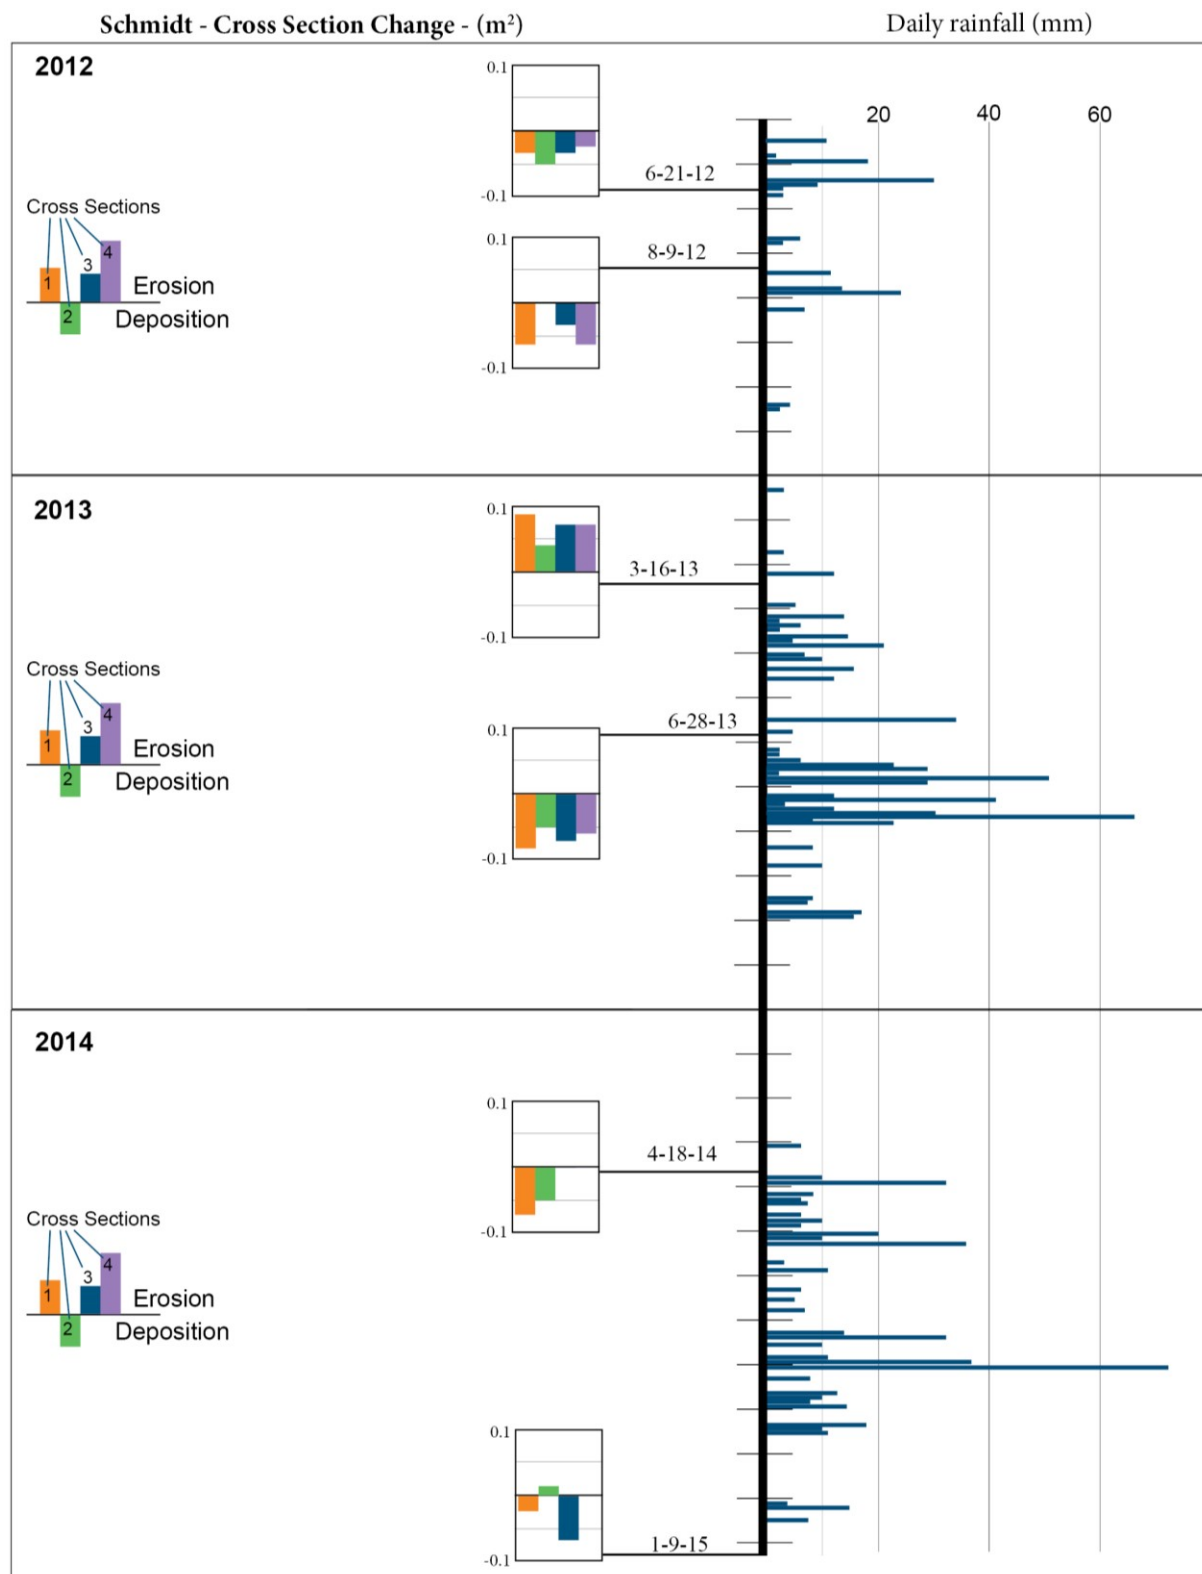 Schmidt - Cross Section Change - (m²)
Daily rainfall (mm)
2012
0.1
-0.1
6-21-12
20 40 60
Cross Sections
1
2
3
4
Erosion
Deposition
0.1
-0.1
8-9-12
2013
0.1
-0.1
3-16-13
Cross Sections
1
2
3
4
Erosion
Deposition
0.1
-0.1
6-28-13
2014
0.1
-0.1
4-18-14
Cross Sections
1
2
3
4
Erosion
Deposition
0.1
-0.1
1-9-15